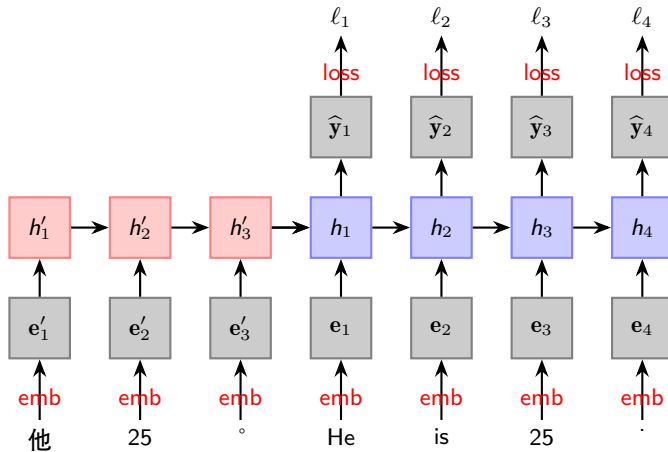 ℓ₁ ℓ₂ ℓ₃ ℓ₄
loss loss loss loss
ŷ₁ ŷ₂ ŷ₃ ŷ₄
h′₁ h′₂ h′₃ h₁ h₂ h₃ h₄
e′₁ e′₂ e′₃ e₁ e₂ e₃ e₄
emb emb emb emb emb emb emb
他 25 。 He is 25 .